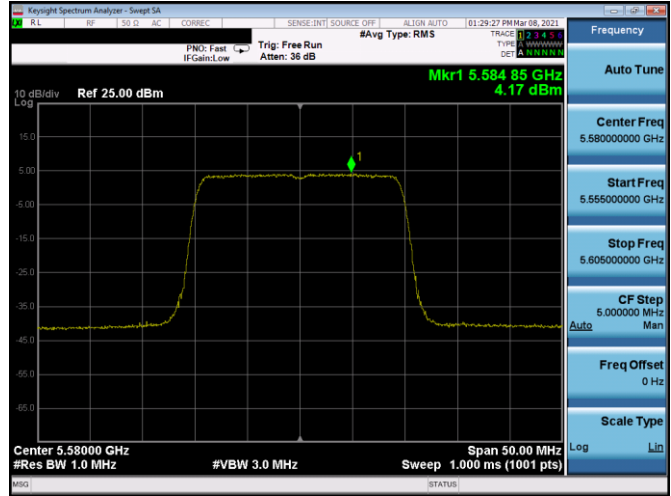 Keysight Spectrum Analyzer - Swept SA
RL RF 50 Ω AC CORREC SENSE:INT SOURCE OFF ALIGN AUTO 01:29:27 PM Mar 08, 2021
#Avg Type: RMS
TRACE 1 2 3 4 5 6
TYPE A WWWWW
DET A N N N N N
PNO: Fast
IFGain:Low
Trig: Free Run
Atten: 36 dB
Mkr1 5.584 85 GHz
4.17 dBm
10 dB/div Ref 25.00 dBm
Log
15.0
5.00
-5.00
-15.0
-25.0
-35.0
-45.0
-55.0
-65.0
1
Center 5.58000 GHz
Span 50.00 MHz
#Res BW 1.0 MHz
#VBW 3.0 MHz
Sweep 1.000 ms (1001 pts)
MSG
STATUS
Frequency
Auto Tune
Center Freq
5.580000000 GHz
Start Freq
5.555000000 GHz
Stop Freq
5.605000000 GHz
CF Step
5.000000 MHz
Auto Man
Freq Offset
0 Hz
Scale Type
Log Lin